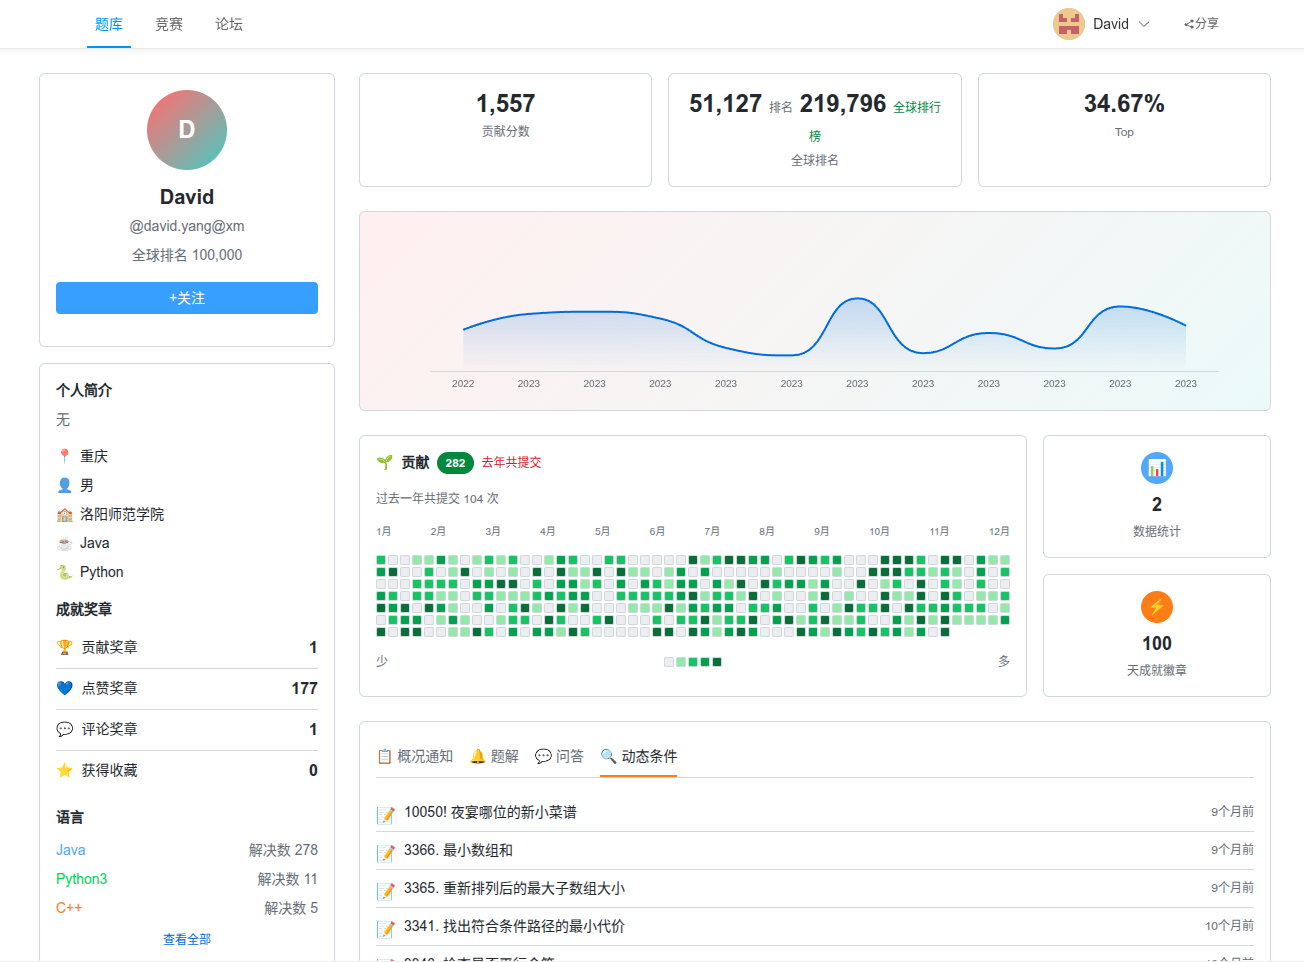 题库 竞赛 论坛 David 分享
D
David
@david.yang@xm
全球排名 100,000
+关注
个人简介
无
重庆
男
洛阳师范学院
Java
Python
成就奖章
贡献奖章 1
点赞奖章 177
评论奖章 1
获得收藏 0
语言
Java 解决数 278
Python3 解决数 11
C++ 解决数 5
查看全部
1,557
贡献分数
51,127 排名 219,796 全球排行
榜
全球排名
34.67%
Top
2022 2023 2023 2023 2023 2023 2023 2023 2023 2023 2023 2023
贡献 282 去年共提交
过去一年共提交 104 次
1月 2月 3月 4月 5月 6月 7月 8月 9月 10月 11月 12月
少 多
2
数据统计
100
天成就徽章
概况通知 题解 问答 动态条件
10050! 夜宴哪位的新小菜谱 9个月前
3366. 最小数组和 9个月前
3365. 重新排列后的最大子数组大小 9个月前
3341. 找出符合条件路径的最小代价 10个月前